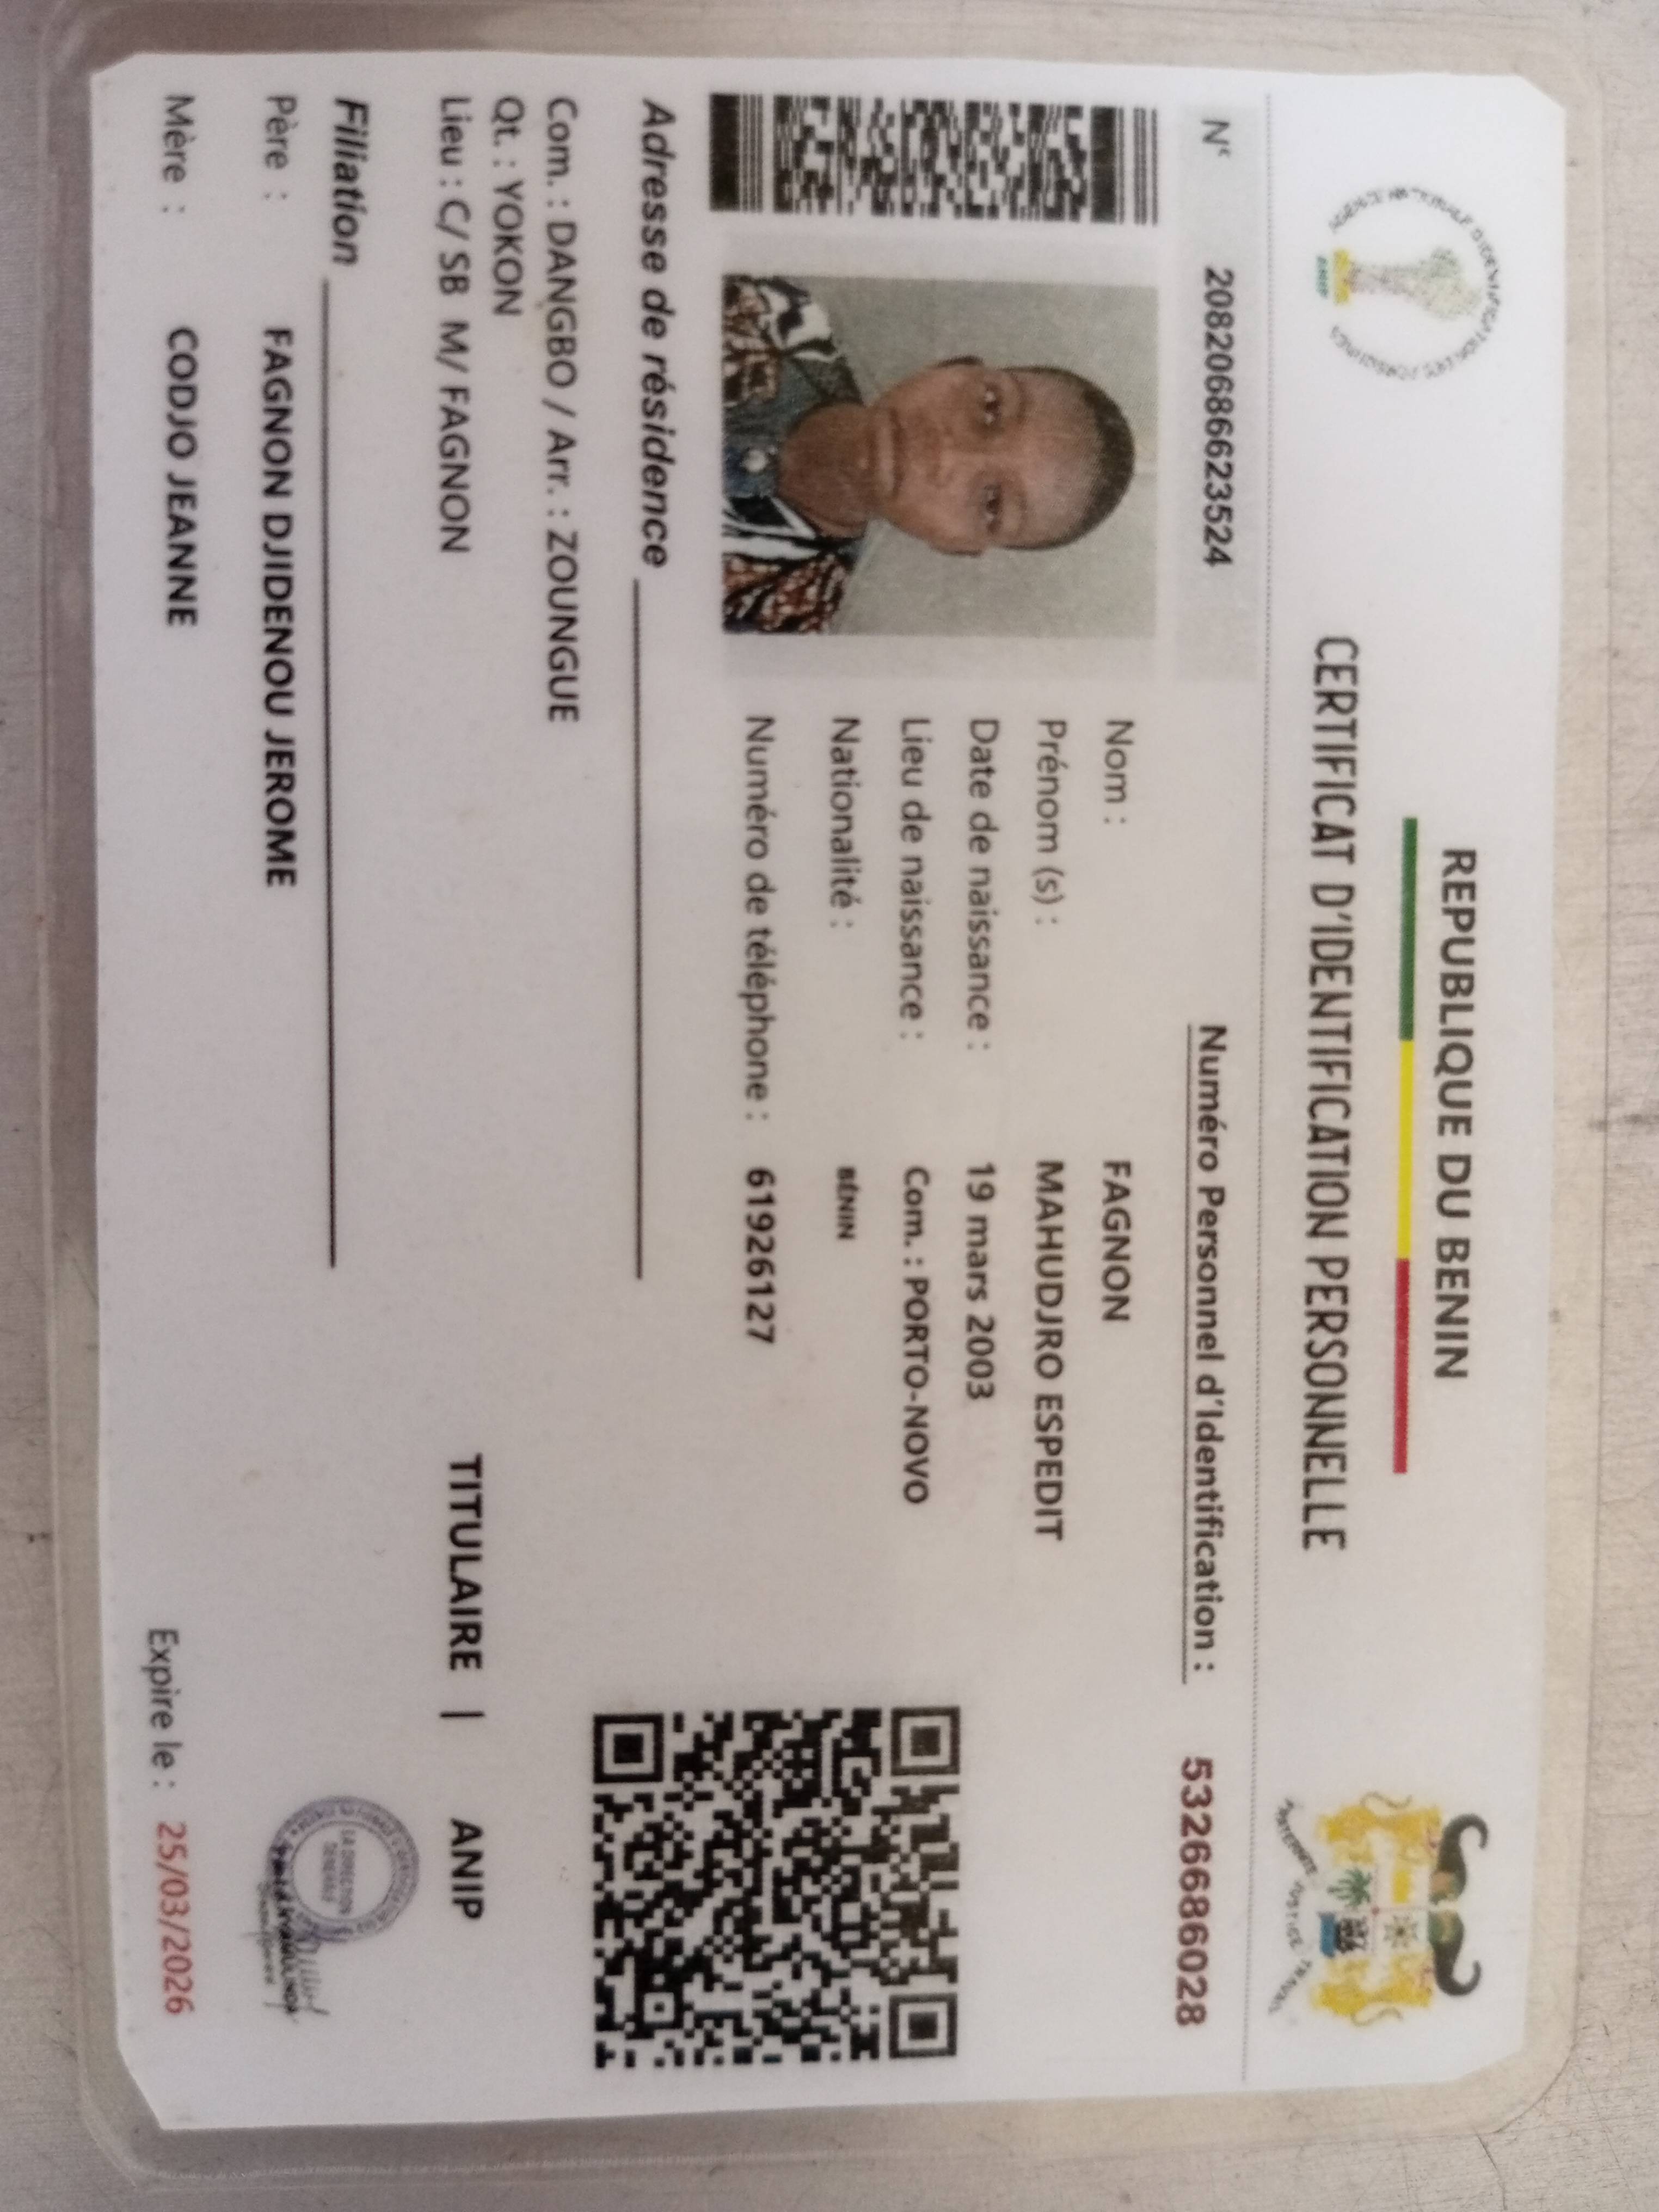 REPUBLIQUE DU BENIN
CERTIFICAT D'IDENTIFICATION PERSONNELLE
N° 2082068662​3524
Numéro Personnel d'Identification : 5326686028
Nom : FAGNON
Prénom (s) : MAHUDJRO ESPEDIT
Date de naissance : 19 mars 2003
Lieu de naissance : Com. : PORTO-NOVO
Nationalité : BÉNIN
Numéro de téléphone : 61926127
Adresse de résidence
Com. : DANGBO / Arr. : ZOUNGUE
Qt. : YOKON
Lieu : C/ SB M/ FAGNON
TITULAIRE | ANIP
Filiation
Père : FAGNON DJIDENOU JEROME
Mère : CODJO JEANNE
Expire le : 25/03/2026